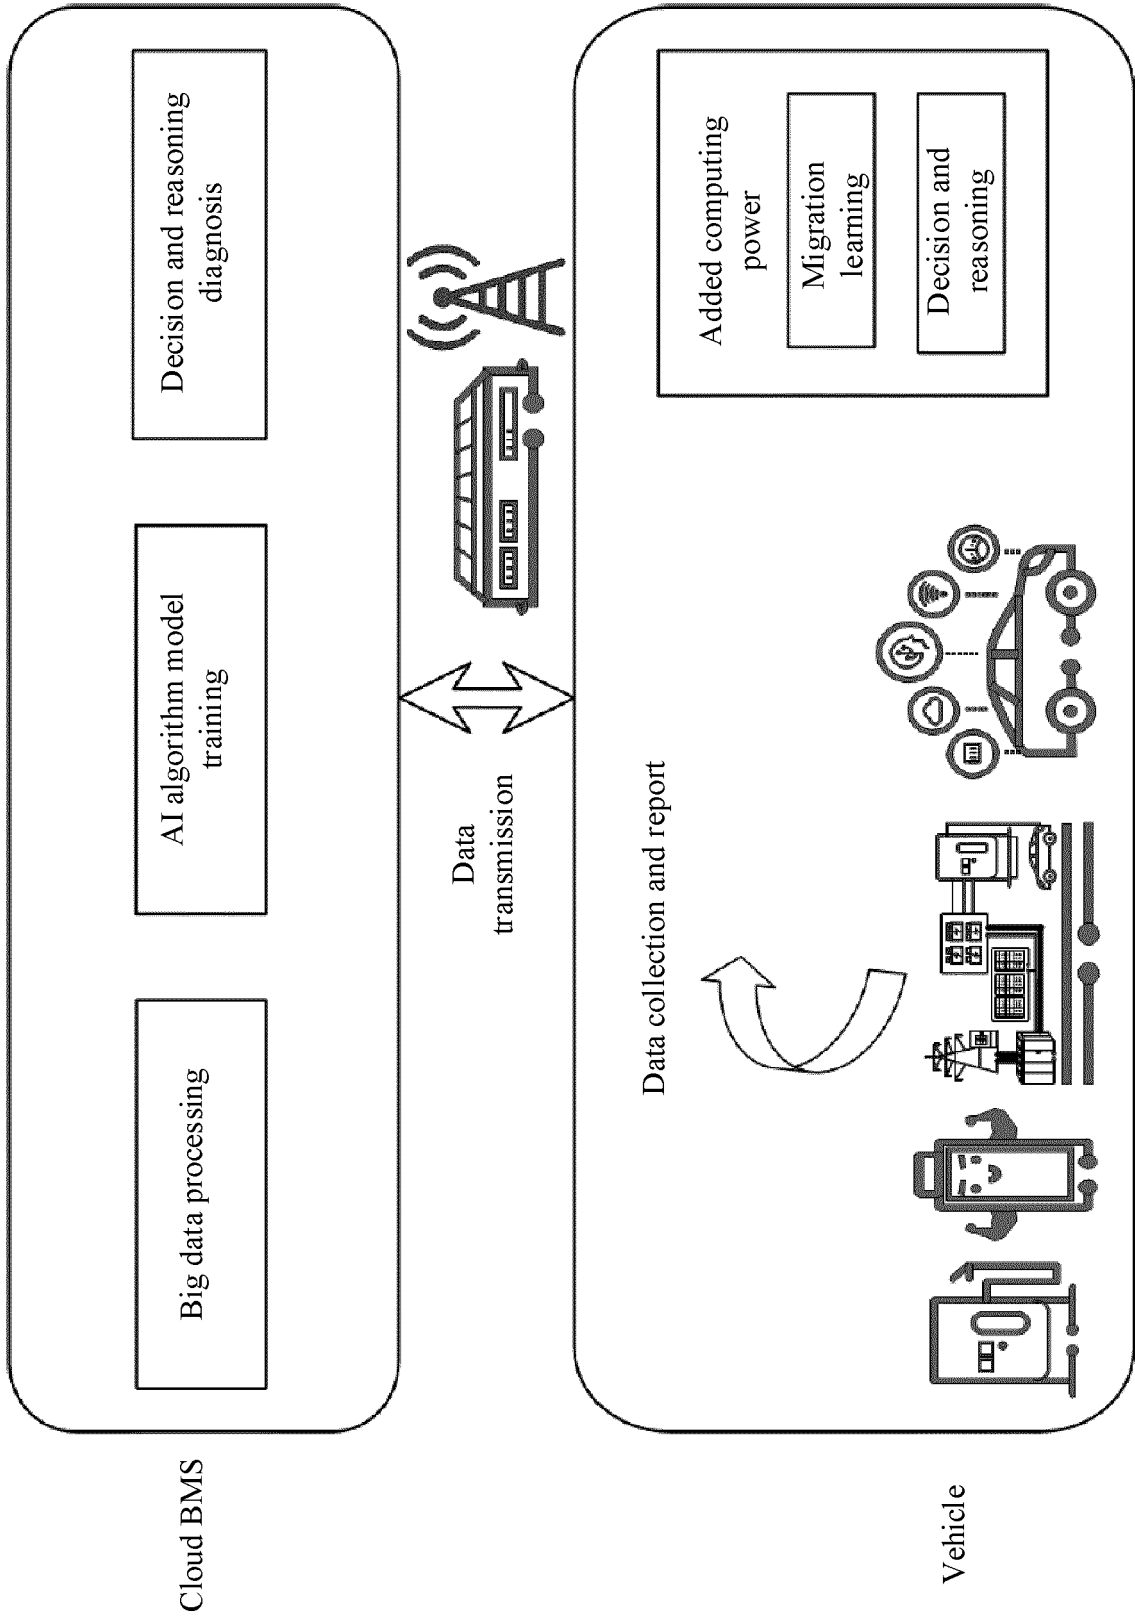 Cloud BMS
Big data processing
AI algorithm model
training
Decision and reasoning
diagnosis
Data
transmission
Vehicle
Data collection and report
Added computing
power
Migration
learning
Decision and
reasoning